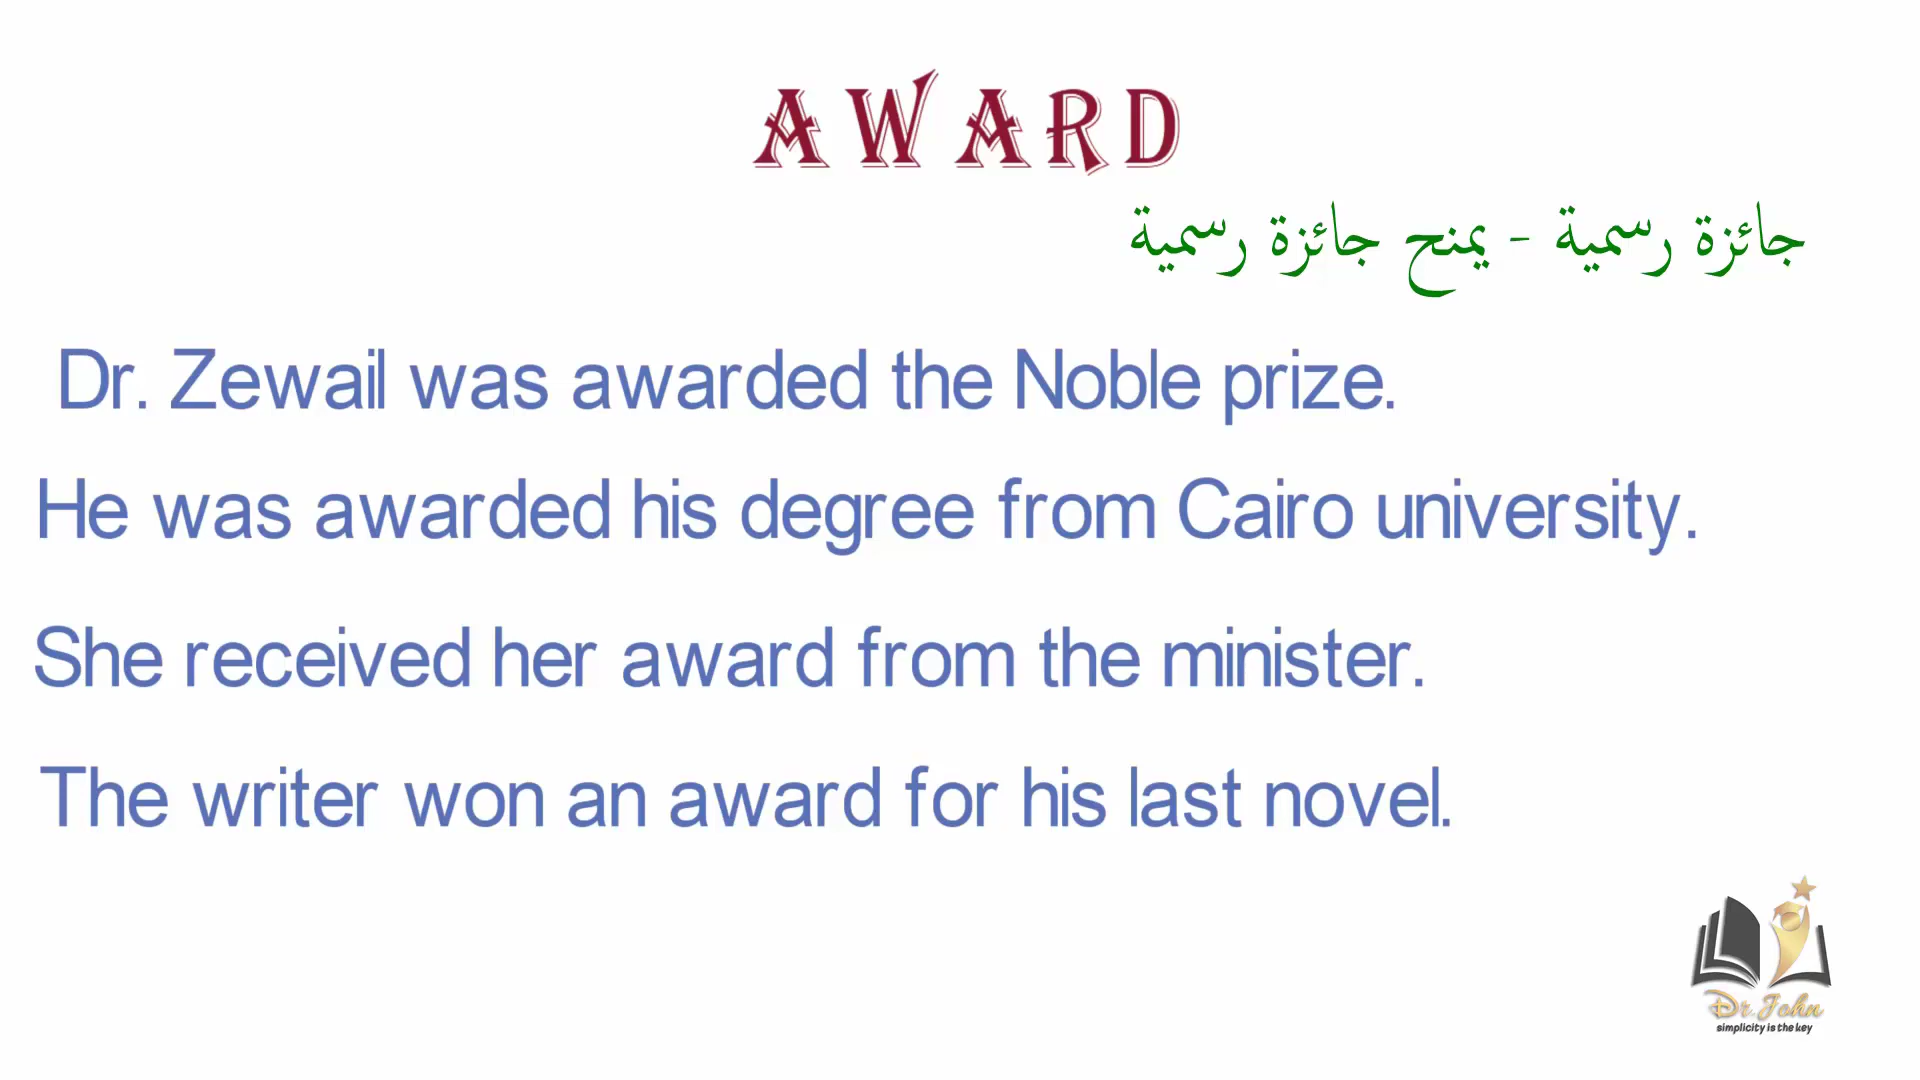 AWARD
جائزة رسمية - يمنح جائزة رسمية
Dr. Zewail was awarded the Noble prize.
He was awarded his degree from Cairo university.
She received her award from the minister.
The writer won an award for his last novel.
Dr. John
simplicity is the key